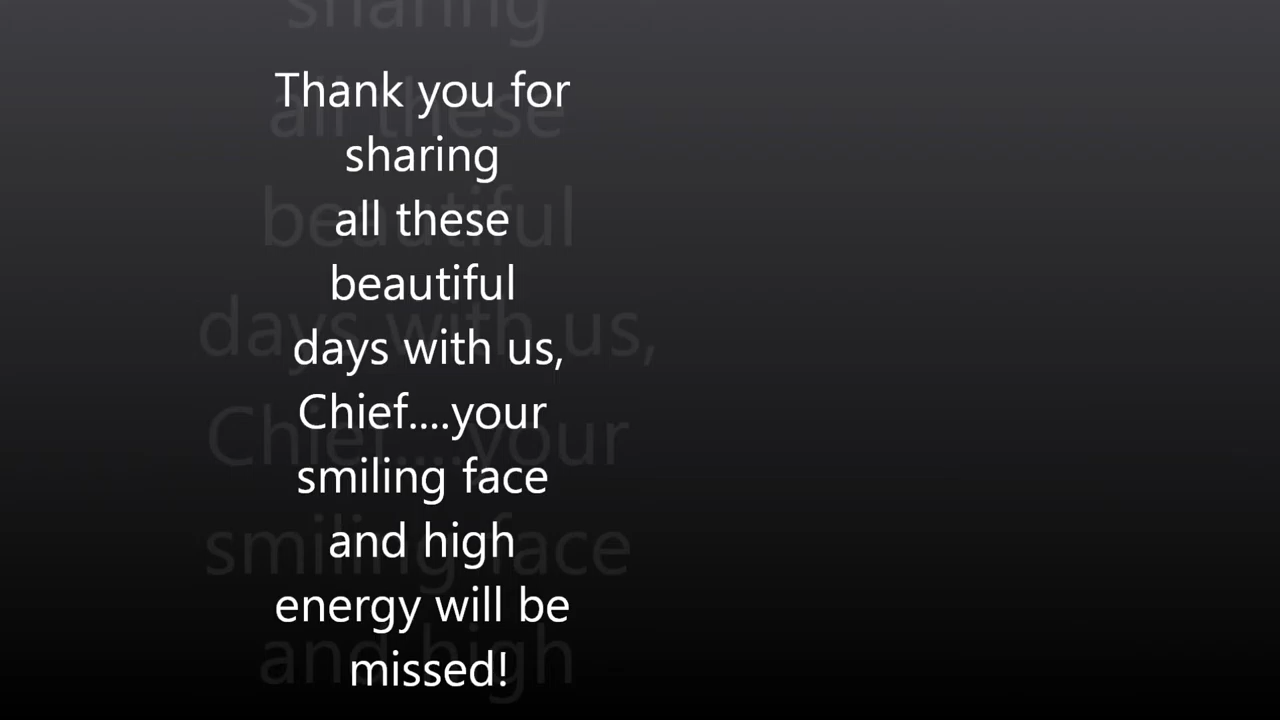 Thank you for
sharing
all these
beautiful
days with us,
Chief....your
smiling face
and high
energy will be
missed!